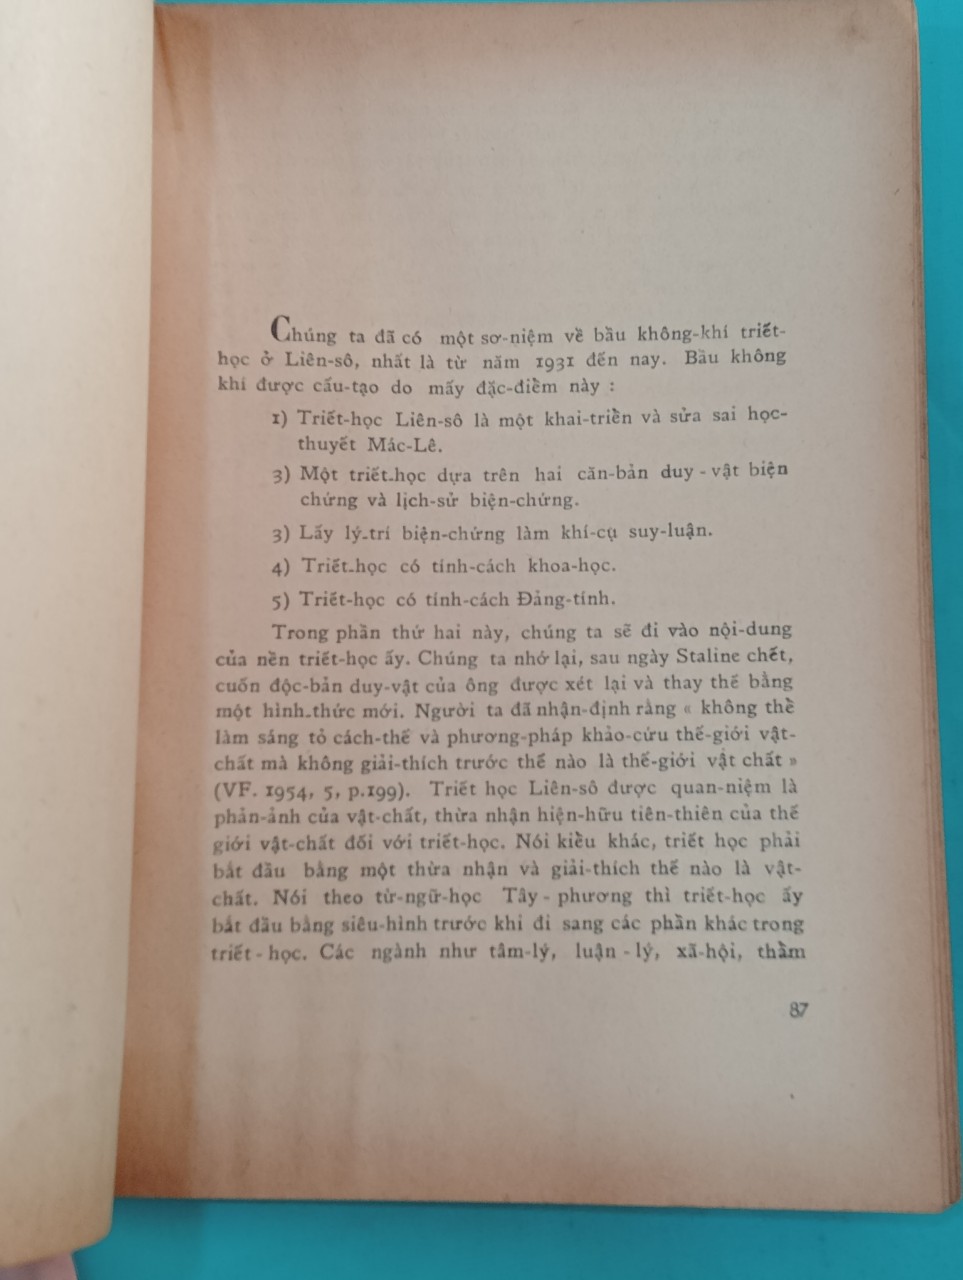 Chúng ta đã có một sơ-niệm về bầu không-khí triết-
học ở Liên-sô, nhất là từ năm 1931 đến nay. Bầu không
khí được cấu-tạo do mấy đặc-điểm này :
1) Triết-học Liên-sô là một khai-triển và sửa sai học-
thuyết Mác-Lê.
3) Một triết-học dựa trên hai căn-bản duy - vật biện
chứng và lịch-sử biện-chứng.
3) Lấy lý-trí biện-chứng làm khí-cụ suy-luận.
4) Triết-học có tính-cách khoa-học.
5) Triết-học có tính-cách Đảng-tính.
Trong phần thứ hai này, chúng ta sẽ đi vào nội-dung
của nền triết-học ấy. Chúng ta nhớ lại, sau ngày Staline chết,
cuốn độc-bản duy-vật của ông được xét lại và thay thế bằng
một hình-thức mới. Người ta đã nhận-định rằng « không thể
làm sáng tỏ cách-thế và phương-pháp khảo-cứu thế-giới vật-
chất mà không giải-thích trước thế nào là thế-giới vật chất »
(VF. 1954, 5, p.199). Triết học Liên-sô được quan-niệm là
phản-ảnh của vật-chất, thừa nhận hiện-hữu tiên-thiên của thế
giới vật-chất đối với triết-học. Nói kiểu khác, triết học phải
bắt đầu bằng một thừa nhận và giải-thích thế nào là vật-
chất. Nói theo từ-ngữ-học Tây - phương thì triết-học ấy
bắt đầu bằng siêu-hình trước khi đi sang các phần khác trong
triết - học. Các ngành như tâm-lý, luận - lý, xã-hội, thẩm
87